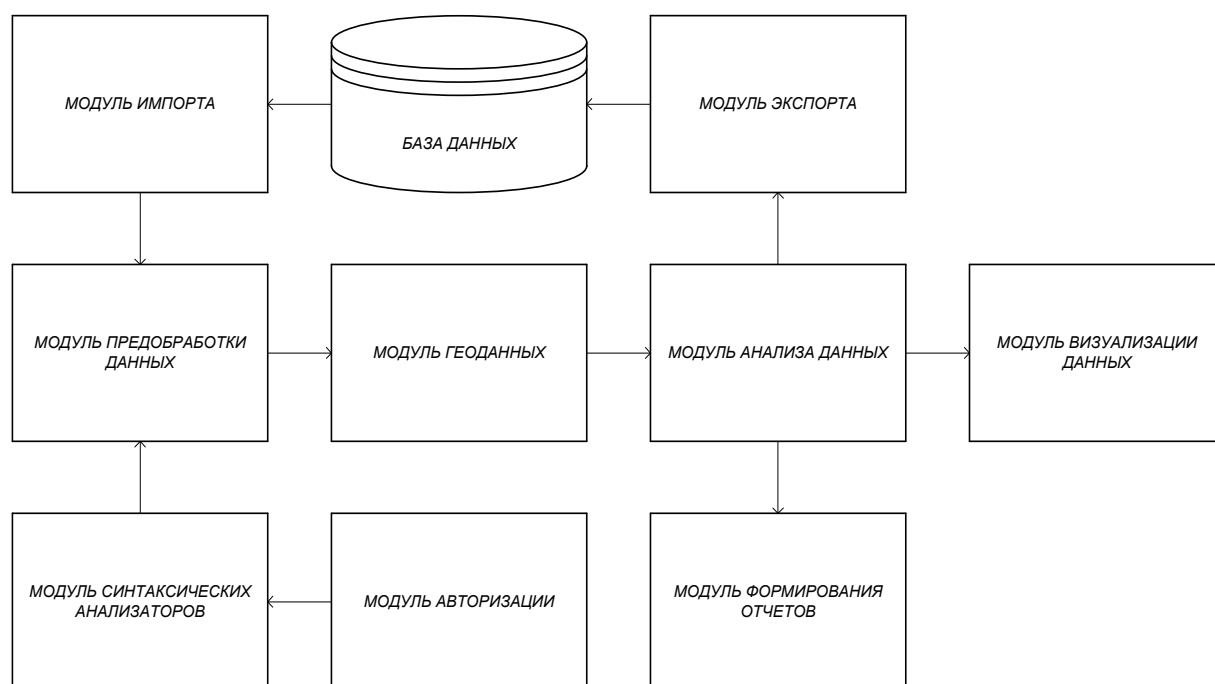 МОДУЛЬ ИМПОРТА
БАЗА ДАННЫХ
МОДУЛЬ ЭКСПОРТА
МОДУЛЬ ПРЕДОБРАБОТКИ
ДАННЫХ
МОДУЛЬ ГЕОДАННЫХ
МОДУЛЬ АНАЛИЗА ДАННЫХ
МОДУЛЬ ВИЗУАЛИЗАЦИИ
ДАННЫХ
МОДУЛЬ СИНТАКСИЧЕСКИХ
АНАЛИЗАТОРОВ
МОДУЛЬ АВТОРИЗАЦИИ
МОДУЛЬ ФОРМИРОВАНИЯ
ОТЧЕТОВ